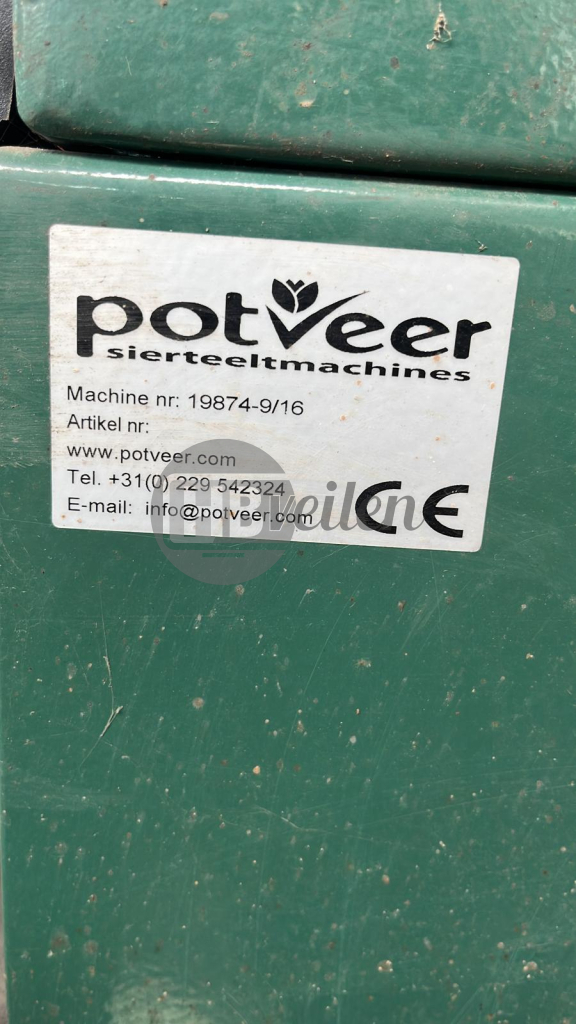 potveer
sierteeltmachines
Machine nr: 19874-9/16
Artikel nr:
www.potveer.com
Tel. +31(0) 229 542324
E-mail: info@potveer.com
CE
veilen